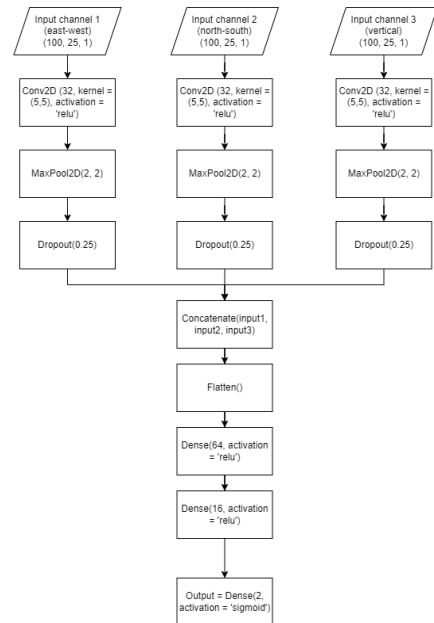 Input channel 1
(east-west)
(100, 25, 1)
Input channel 2
(north-south)
(100, 25, 1)
Input channel 3
(vertical)
(100, 25, 1)
Conv2D (32, kernel =
(5,5), activation =
'relu')
Conv2D (32, kernel =
(5,5), activation =
'relu')
Conv2D (32, kernel =
(5,5), activation =
'relu')
MaxPool2D(2, 2)
MaxPool2D(2, 2)
MaxPool2D(2, 2)
Dropout(0.25)
Dropout(0.25)
Dropout(0.25)
Concatenate(input1,
input2, input3)
Flatten()
Dense(64, activation
= 'relu')
Dense(16, activation
= 'relu')
Output = Dense(2,
activation = 'sigmoid')